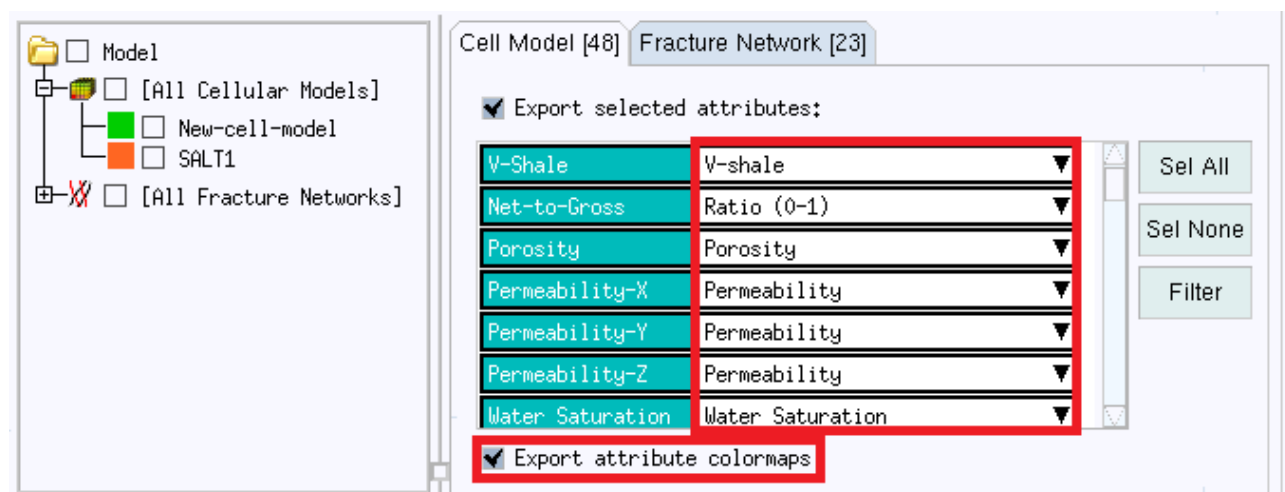 Model
[All Cellular Models]
New-cell-model
SALT1
[All Fracture Networks]
Cell Model [48] Fracture Network [23]
Export selected attributes:
V-Shale V-shale
Net-to-Gross Ratio (0-1)
Porosity Porosity
Permeability-X Permeability
Permeability-Y Permeability
Permeability-Z Permeability
Water Saturation Water Saturation
Sel All
Sel None
Filter
Export attribute colormaps